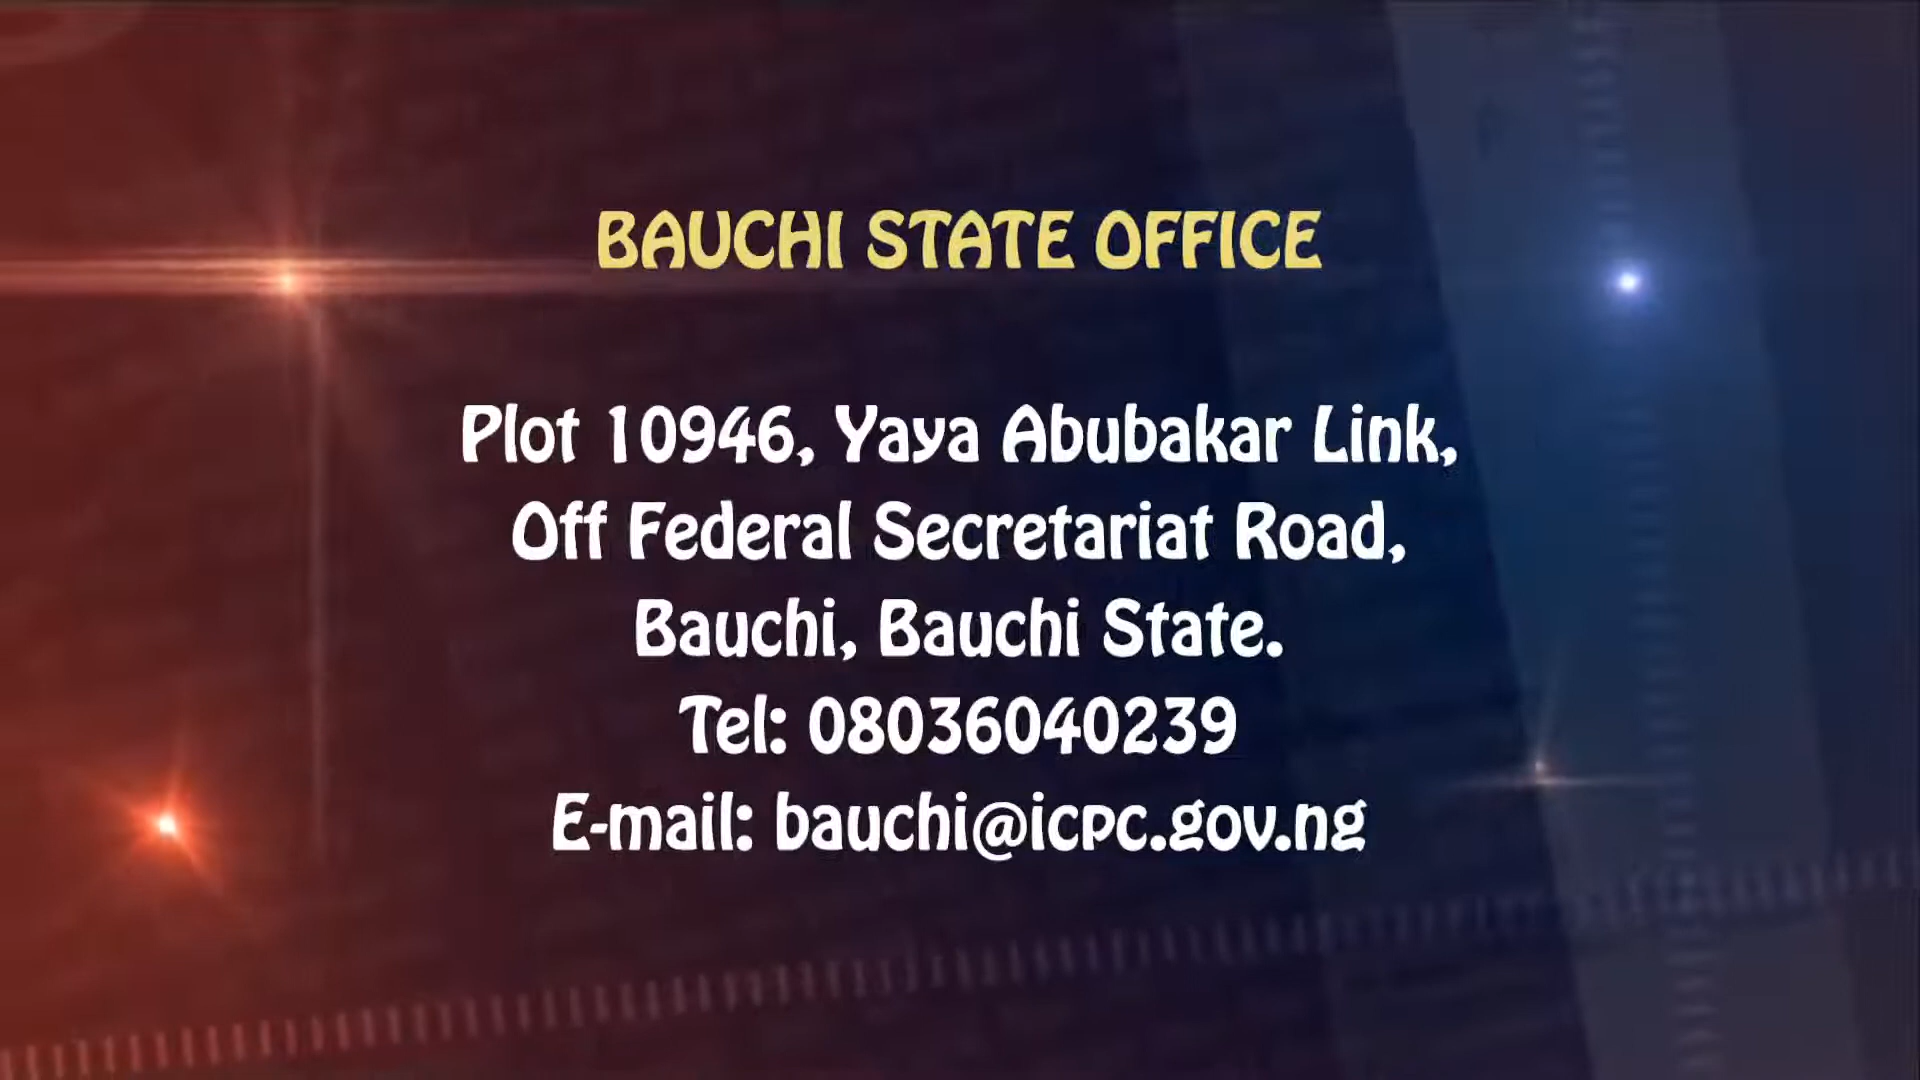 BAUCHI STATE OFFICE
Plot 10946, Yaya Abubakar Link,
Off Federal Secretariat Road,
Bauchi, Bauchi State.
Tel: 08036040239
E-mail: bauchi@icpc.gov.ng